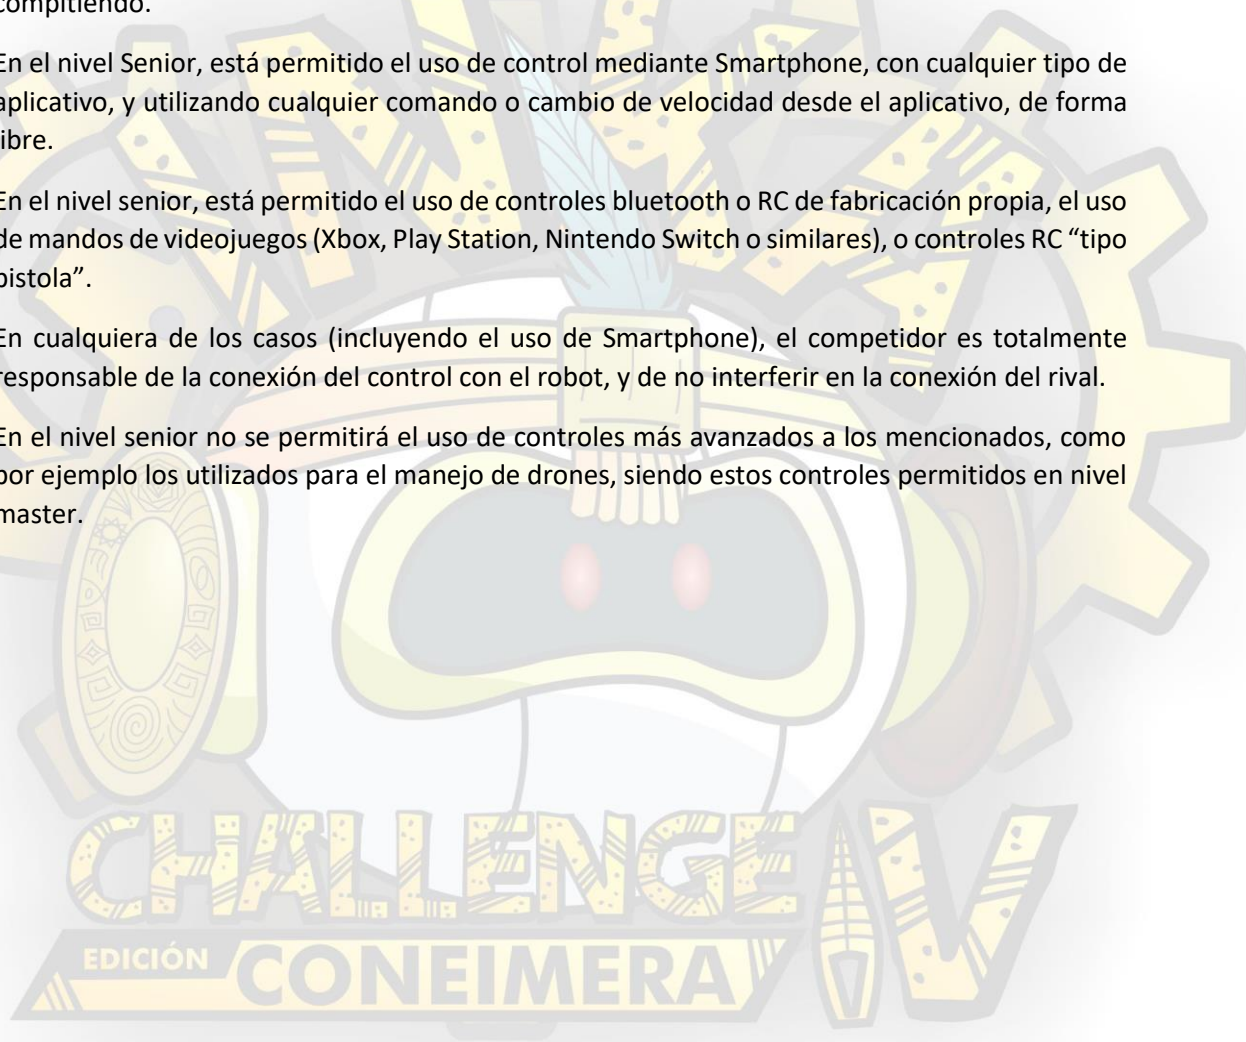 compitiendo.
En el nivel Senior, está permitido el uso de control mediante Smartphone, con cualquier tipo de
aplicativo, y utilizando cualquier comando o cambio de velocidad desde el aplicativo, de forma
libre.
En el nivel senior, está permitido el uso de controles bluetooth o RC de fabricación propia, el uso
de mandos de videojuegos (Xbox, Play Station, Nintendo Switch o similares), o controles RC “tipo
pistola”.
En cualquiera de los casos (incluyendo el uso de Smartphone), el competidor es totalmente
responsable de la conexión del control con el robot, y de no interferir en la conexión del rival.
En el nivel senior no se permitirá el uso de controles más avanzados a los mencionados, como
por ejemplo los utilizados para el manejo de drones, siendo estos controles permitidos en nivel
master.
CHALLENGE IV
EDICIÓN CONEIMERA